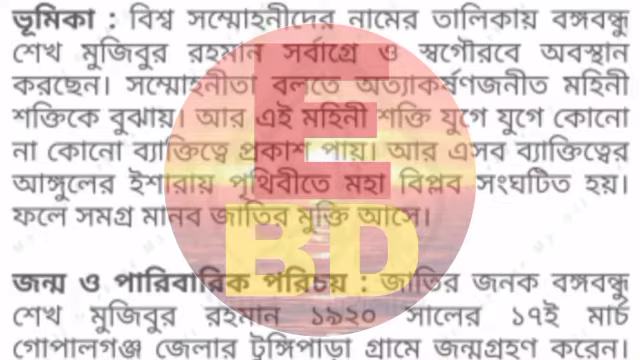 ভূমিকা : বিশ্ব সম্মোহনীদের নামের তালিকায় বঙ্গবন্ধু
শেখ মুজিবুর রহমান সর্বাগ্রে ও স্বগৌরবে অবস্থান
করছেন। সম্মোহনীতা বলতে অত্যাকর্ষণজনীত মহিনী
শক্তিকে বুঝায়। আর এই মহিনী শক্তি যুগে যুগে কোনো
না কোনো ব্যাক্তিত্বে প্রকাশ পায়। আর এসব ব্যাক্তিত্বের
আঙ্গুলের ইশারায় পৃথিবীতে মহা বিপ্লব সংঘটিত হয়।
ফলে সমগ্র মানব জাতির মুক্তি আসে।
জন্ম ও পারিবারিক পরিচয় : জাতির জনক বঙ্গবন্ধু
শেখ মুজিবুর রহমান ১৯২০ সালের ১৭ই মার্চ
গোপালগঞ্জ জেলার টুঙ্গিপাড়া গ্রামে জন্মগ্রহণ করেন।
E
BD